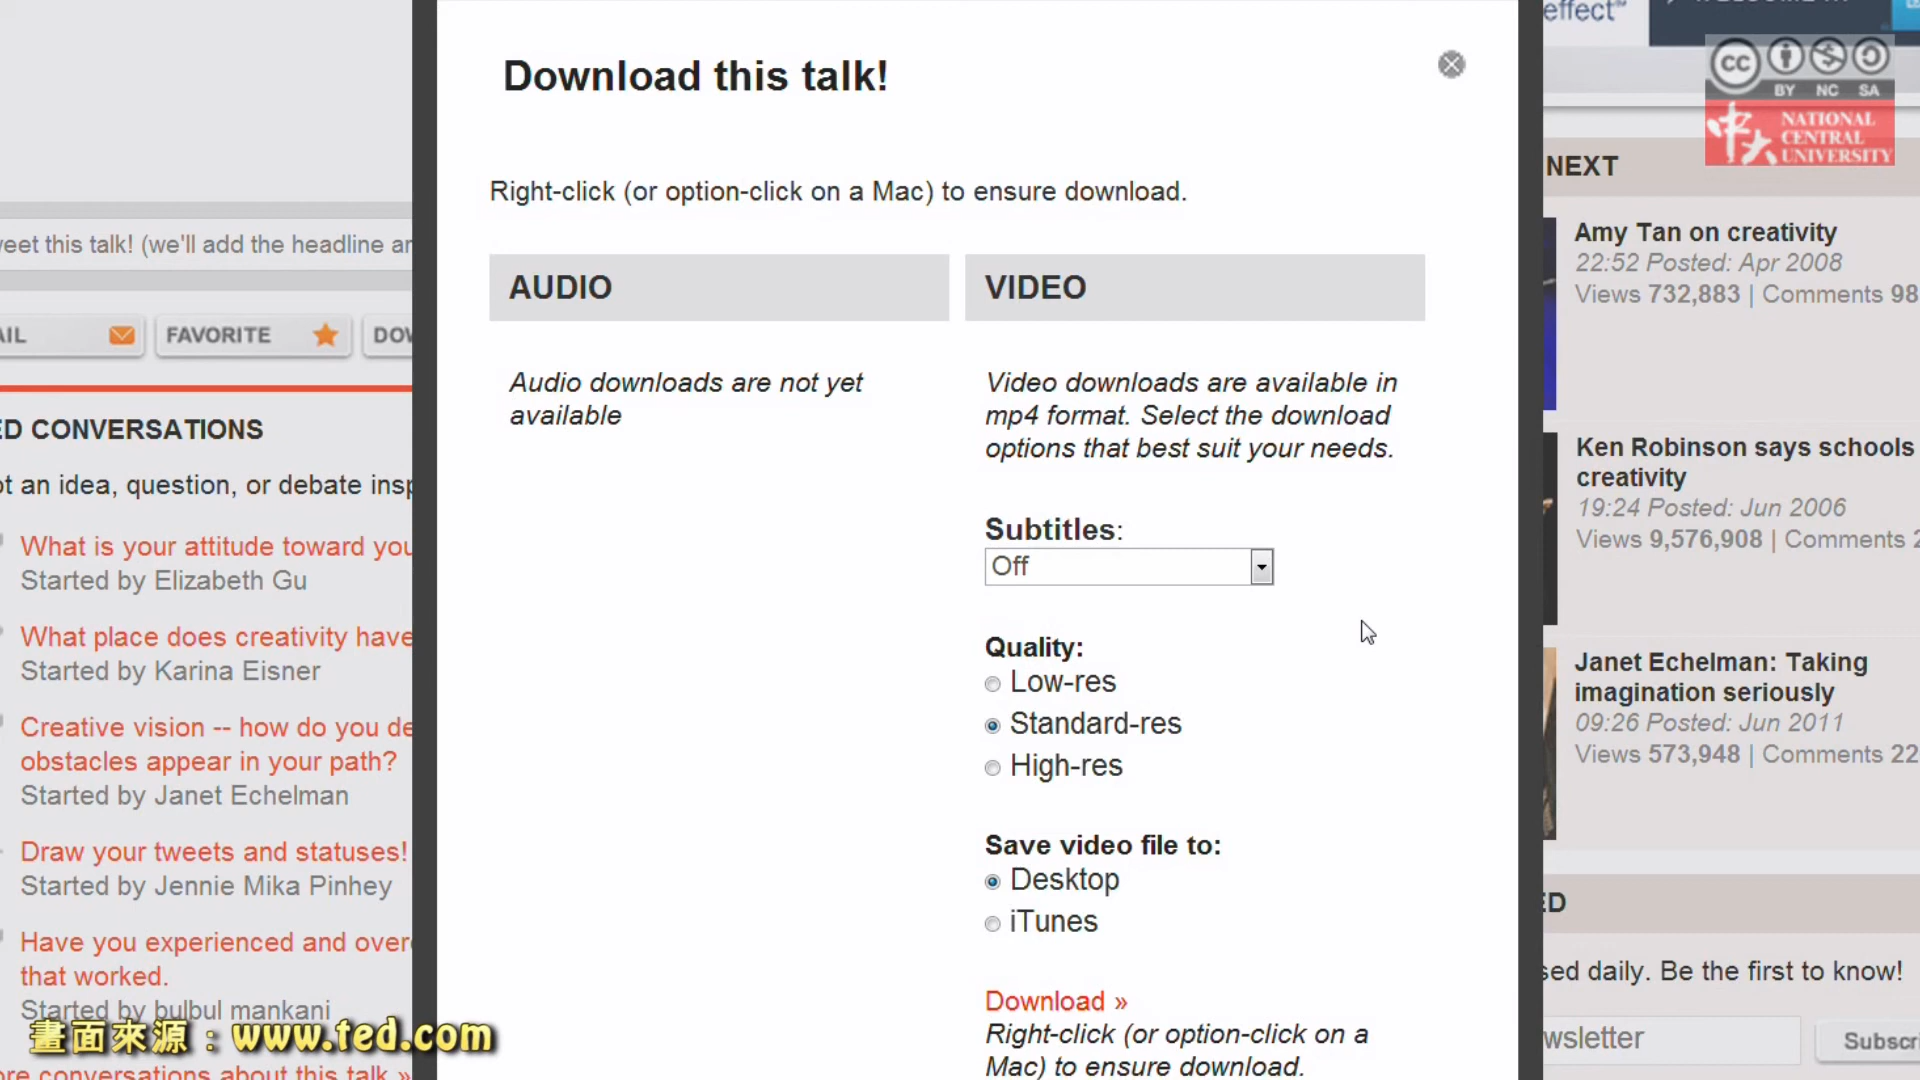 Download this talk!
Right-click (or option-click on a Mac) to ensure download.
AUDIO
Audio downloads are not yet
available
VIDEO
Video downloads are available in
mp4 format. Select the download
options that best suit your needs.
Subtitles:
Off
Quality:
Low-res
Standard-res
High-res
Save video file to:
Desktop
iTunes
Download »
Right-click (or option-click on a
Mac) to ensure download.
eet this talk! (we'll add the headline
FAVORITE
CONVERSATIONS
an idea, question, or debate
What is your attitude toward
Started by Elizabeth Gu
What place does creativity have
Started by Karina Eisner
Creative vision -- how do you
obstacles appear in your path?
Started by Janet Echelman
Draw your tweets and statuses!
Started by Jennie Mika Pinhey
Have you experienced and
that worked.
Started by bulbul mankani
conversations about this talk »
畫面來源：www.ted.com
effect™
CC BY NC SA
中大
NATIONAL
CENTRAL
UNIVERSITY
NEXT
Amy Tan on creativity
22:52 Posted: Apr 2008
Views 732,883 | Comments 98
Ken Robinson says schools
creativity
19:24 Posted: Jun 2006
Views 9,576,908 | Comments 2
Janet Echelman: Taking
imagination seriously
09:26 Posted: Jun 2011
Views 573,948 | Comments 22
ED
sed daily. Be the first to know!
wsletter
Subscri